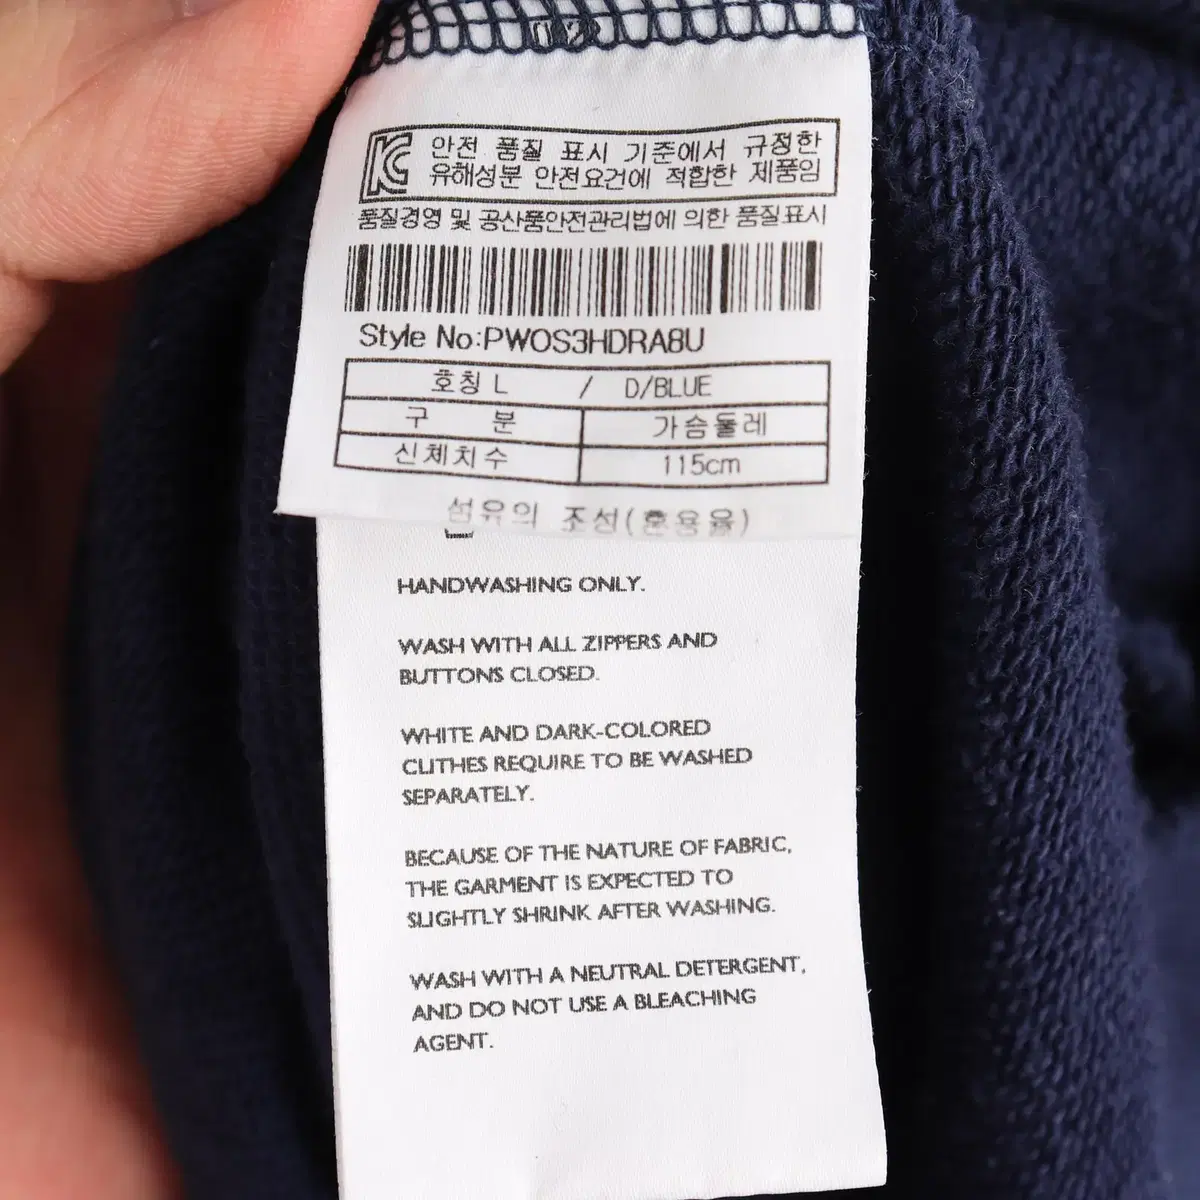 안전 품질 표시 기준에서 규정한
유해성분 안전요건에 적합한 제품임
품질경영 및 공산품안전관리법에 의한 품질표시
Style No:PWOS3HDRA8U
호칭 L / D/BLUE
구 분 가슴둘레
신체치수 115cm
섬유의 조성(혼용율)
HANDWASHING ONLY.
WASH WITH ALL ZIPPERS AND
BUTTONS CLOSED.
WHITE AND DARK-COLORED
CLITHES REQUIRE TO BE WASHED
SEPARATELY.
BECAUSE OF THE NATURE OF FABRIC,
THE GARMENT IS EXPECTED TO
SLIGHTLY SHRINK AFTER WASHING.
WASH WITH A NEUTRAL DETERGENT,
AND DO NOT USE A BLEACHING
AGENT.